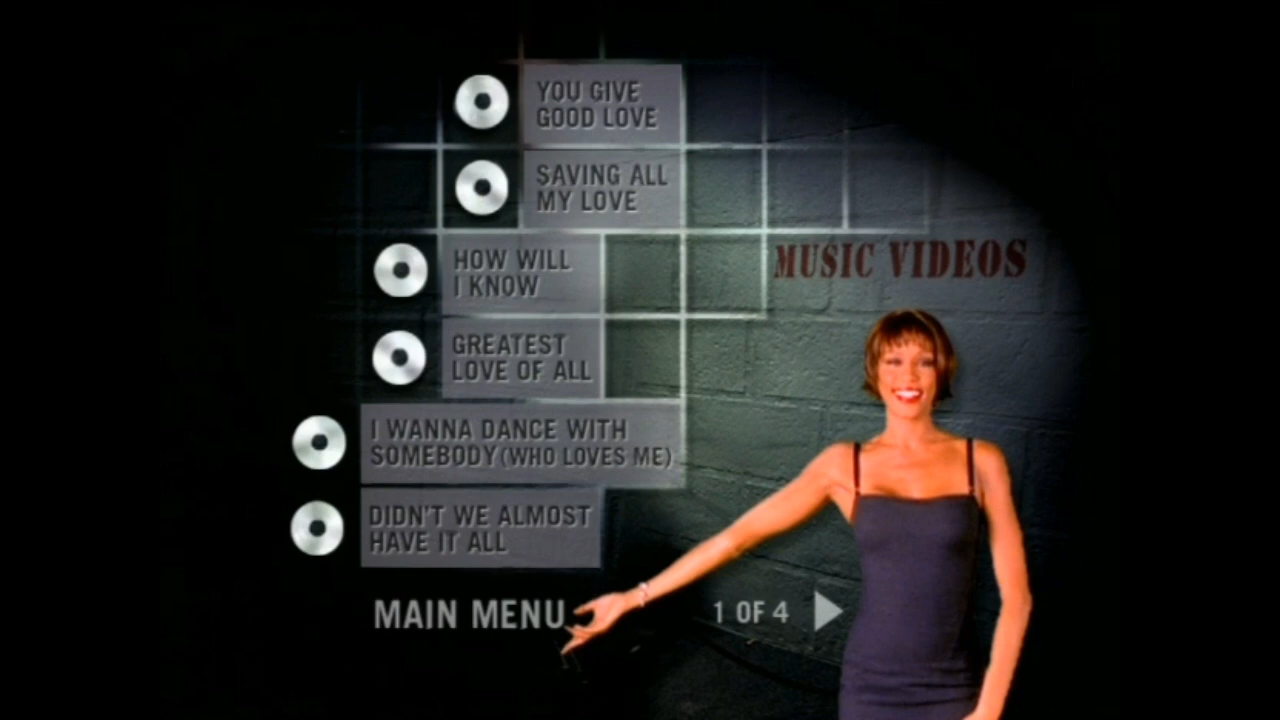 YOU GIVE
GOOD LOVE
SAVING ALL
MY LOVE
MUSIC VIDEOS
HOW WILL
I KNOW
GREATEST
LOVE OF ALL
I WANNA DANCE WITH
SOMEBODY (WHO LOVES ME)
DIDN'T WE ALMOST
HAVE IT ALL
MAIN MENU
1 OF 4